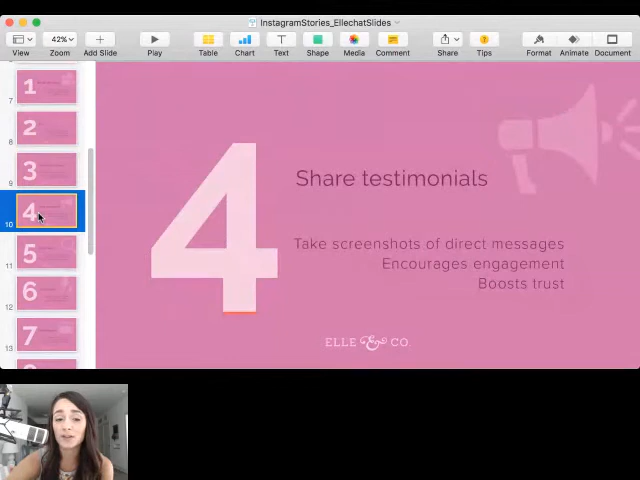 InstagramStories_EllechatSlides
42%
View
Zoom
Add Slide
Play
Table
Chart
Text
Shape
Media
Comment
Share
Tips
Format
Animate
Document
1
7
2
8
3
9
4
10
5
11
6
12
7
13
4
Share testimonials
Take screenshots of direct messages
Encourages engagement
Boosts trust
ELLE & CO.